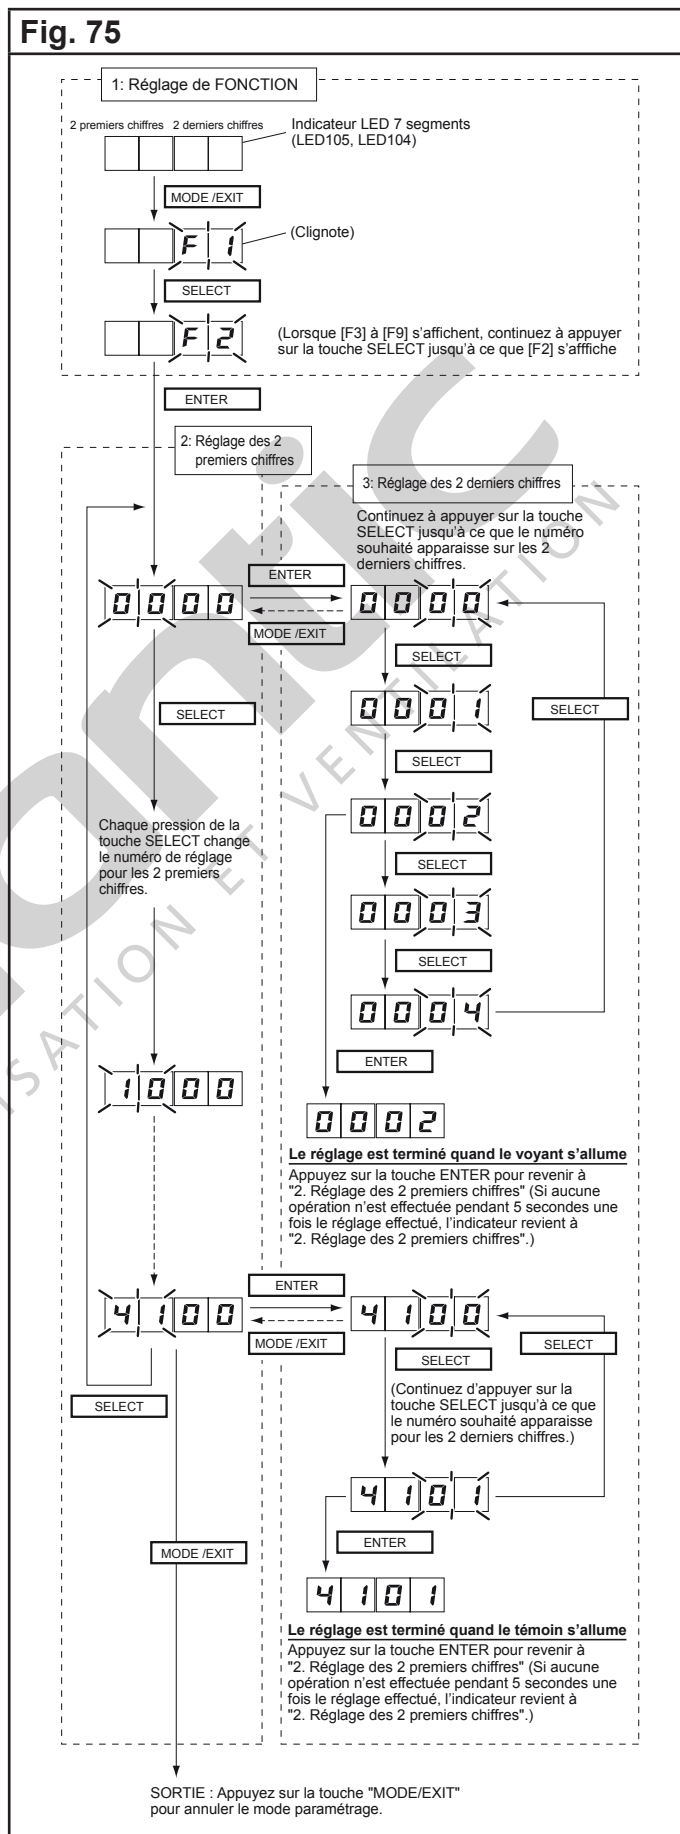 Fig. 75
1: Réglage de FONCTION
2 premiers chiffres 2 derniers chiffres
Indicateur LED 7 segments
(LED105, LED104)
MODE /EXIT
F 1
(Clignote)
SELECT
F 2
(Lorsque [F3] à [F9] s’affichent, continuez à appuyer
sur la touche SELECT jusqu’à ce que [F2] s’afffiche
ENTER
2: Réglage des 2
premiers chiffres
3: Réglage des 2 derniers chiffres
Continuez à appuyer sur la touche
SELECT jusqu’à ce que le numéro
souhaité apparaisse sur les 2
derniers chiffres.
0 0 0 0
ENTER
MODE /EXIT
0 0 0 0
SELECT
0 0 0 1
SELECT
SELECT
SELECT
0 0 0 2
Chaque pression de la
touche SELECT change
le numéro de réglage
pour les 2 premiers
chiffres.
SELECT
0 0 0 3
SELECT
0 0 0 4
ENTER
1 0 0 0
0 0 0 2
Le réglage est terminé quand le voyant s’allume
Appuyez sur la touche ENTER pour revenir à
"2. Réglage des 2 premiers chiffres" (Si aucune
opération n’est effectuée pendant 5 secondes une
fois le réglage effectué, l’indicateur revient à
"2. Réglage des 2 premiers chiffres".)
4 1 0 0
ENTER
MODE /EXIT
4 1 0 0
SELECT
SELECT
SELECT
(Continuez d’appuyer sur la
touche SELECT jusqu’à ce que
le numéro souhaité apparaisse
pour les 2 derniers chiffres.)
4 1 0 1
ENTER
MODE /EXIT
4 1 0 1
Le réglage est terminé quand le témoin s’allume
Appuyez sur la touche ENTER pour revenir à
"2. Réglage des 2 premiers chiffres" (Si aucune
opération n’est effectuée pendant 5 secondes une
fois le réglage effectué, l’indicateur revient à
"2. Réglage des 2 premiers chiffres".)
SORTIE : Appuyez sur la touche "MODE/EXIT"
pour annuler le mode paramétrage.
ntic
ISATION ET VENTILATION